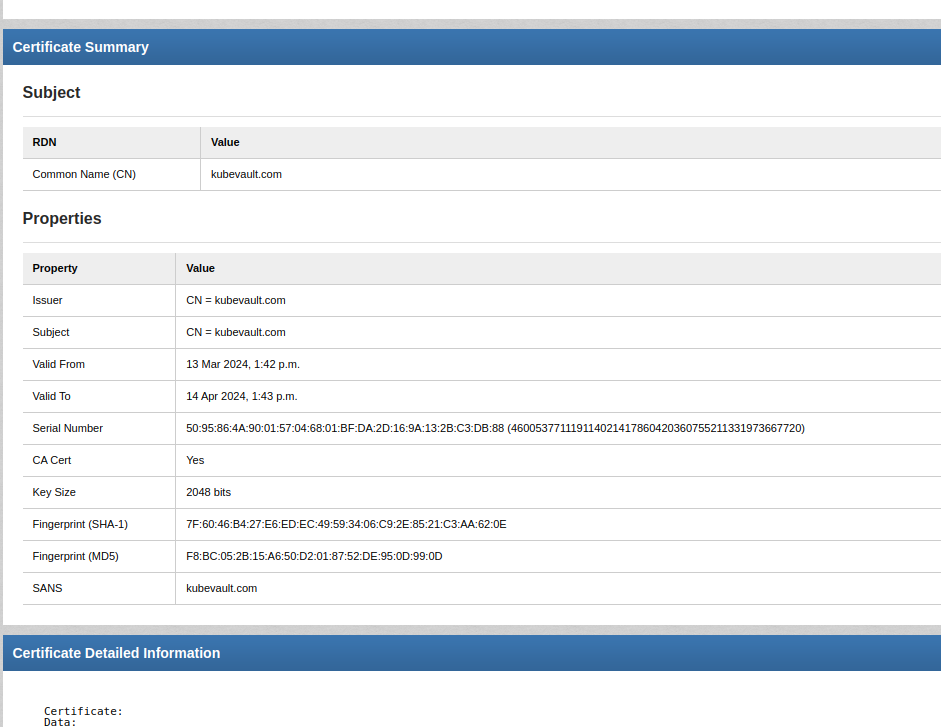 Certificate Summary
Subject
RDN Value
Common Name (CN) kubevault.com
Properties
Property Value
Issuer CN = kubevault.com
Subject CN = kubevault.com
Valid From 13 Mar 2024, 1:42 p.m.
Valid To 14 Apr 2024, 1:43 p.m.
Serial Number 50:95:86:4A:90:01:57:04:68:01:BF:DA:2D:16:9A:13:2B:C3:DB:88 (460053771119114021417860420360755211331973667720)
CA Cert Yes
Key Size 2048 bits
Fingerprint (SHA-1) 7F:60:46:B4:27:E6:ED:EC:49:59:34:06:C9:2E:85:21:C3:AA:62:0E
Fingerprint (MD5) F8:BC:05:2B:15:A6:50:D2:01:87:52:DE:95:0D:99:0D
SANS kubevault.com
Certificate Detailed Information
Certificate:
Data: